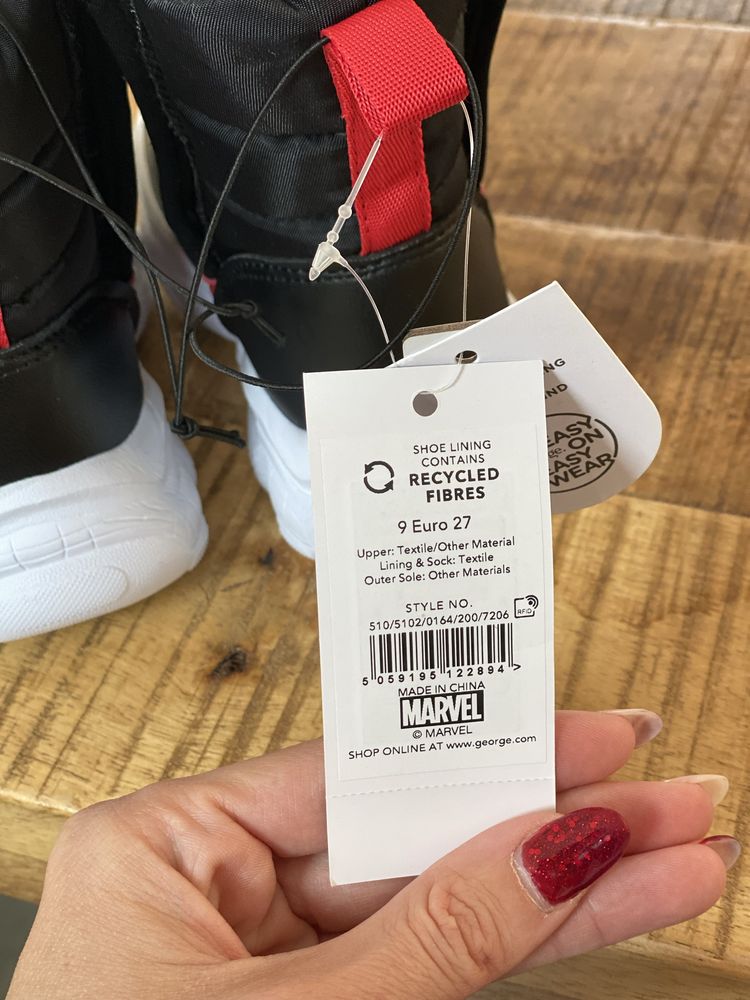 SHOE LINING
CONTAINS
RECYCLED
FIBRES
9 Euro 27
Upper: Textile/Other Material
Lining & Sock: Textile
Outer Sole: Other Materials
STYLE NO.
510/5102/0164/200/7206
RFID
5 059195 122894 >
MADE IN CHINA
MARVEL
© MARVEL
SHOP ONLINE AT www.george.com
EASY
ON
EASY
WEAR